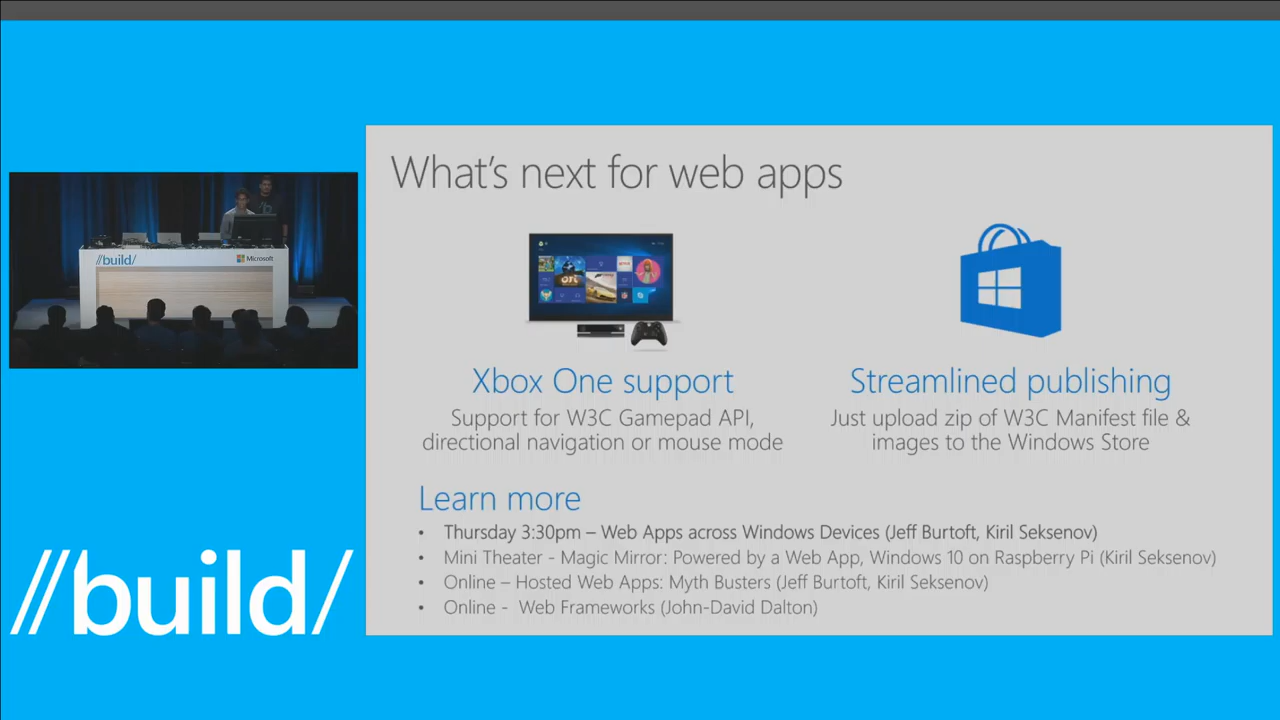 What's next for web apps
//build/
Microsoft
Xbox One support
Support for W3C Gamepad API,
directional navigation or mouse mode
Streamlined publishing
Just upload zip of W3C Manifest file &
images to the Windows Store
Learn more
• Thursday 3:30pm – Web Apps across Windows Devices (Jeff Burtoft, Kiril Seksenov)
• Mini Theater - Magic Mirror: Powered by a Web App, Windows 10 on Raspberry Pi (Kiril Seksenov)
• Online – Hosted Web Apps: Myth Busters (Jeff Burtoft, Kiril Seksenov)
• Online - Web Frameworks (John-David Dalton)
//build/